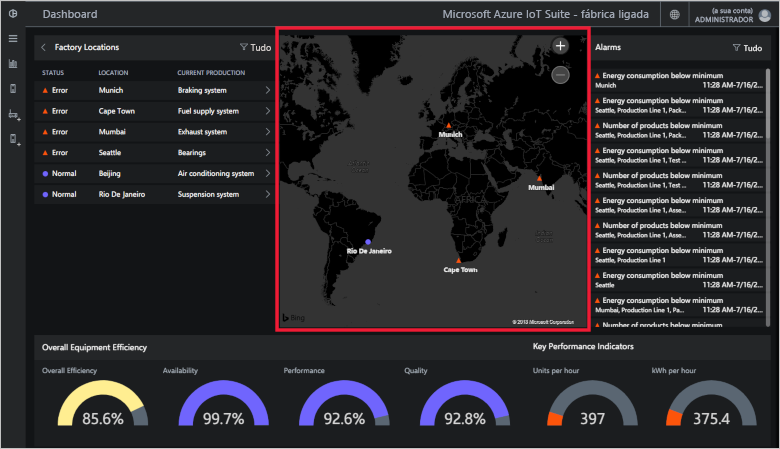 Dashboard
Microsoft Azure IoT Suite - fábrica ligada
(a sua conta)
ADMINISTRADOR
Factory Locations
Tudo
STATUS LOCATION CURRENT PRODUCTION
Error Munich Braking system
Error Cape Town Fuel supply system
Error Mumbai Exhaust system
Error Seattle Bearings
Normal Beijing Air conditioning system
Normal Rio De Janeiro Suspension system
Munich
Mumbai
AFRICA
Rio De Janeiro
Cape Town
Bing
© 2018 Microsoft Corporation
Alarms
Tudo
Energy consumption below minimum
Munich 11:28 AM-7/16/2...
Energy consumption below minimum
Seattle, Production Line 1, Pack... 11:28 AM-7/16/2...
Number of products below minimum
Seattle, Production Line 1, Pack... 11:28 AM-7/16/2...
Energy consumption below minimum
Seattle, Production Line 1, Test ... 11:28 AM-7/16/2...
Number of products below minimum
Seattle, Production Line 1, Test ... 11:28 AM-7/16/2...
Energy consumption below minimum
Seattle, Production Line 1, Asse... 11:28 AM-7/16/2...
Number of products below minimum
Seattle, Production Line 1, Asse... 11:28 AM-7/16/2...
Energy consumption below minimum
Seattle, Production Line 1 11:28 AM-7/16/2...
Energy consumption below minimum
Seattle 11:28 AM-7/16/2...
Energy consumption below minimum
Mumbai, Production Line 1, Pa... 11:28 AM-7/16/2...
Number of products below minimum
Overall Equipment Efficiency
Key Performance Indicators
Overall Efficiency Availability Performance Quality Units per hour kWh per hour
85.6% 99.7% 92.6% 92.8% 397 375.4